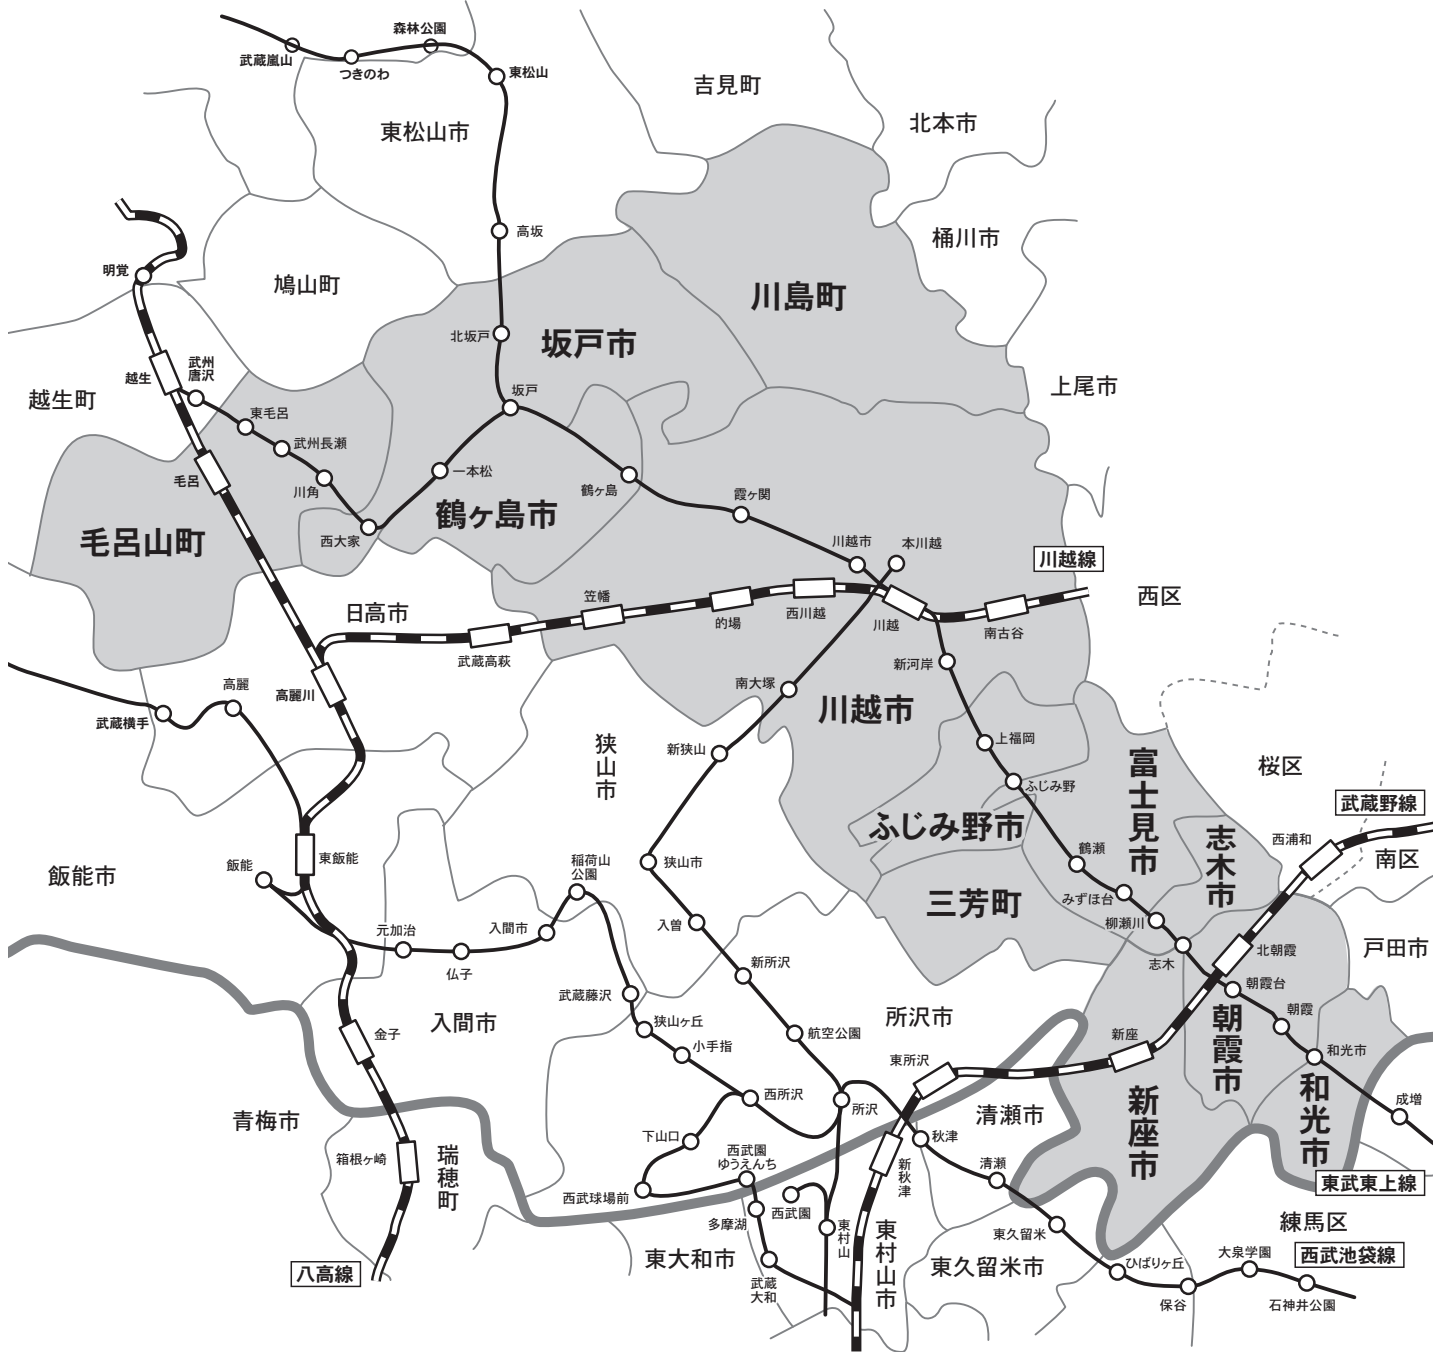 森林公園
武蔵嵐山
つきのわ
東松山
吉見町
東松山市
北本市
高坂
桶川市
明覚
鳩山町
川島町
北坂戸
坂戸市
越生
武州
唐沢
越生町
坂戸
上尾市
東毛呂
武州長瀬
毛呂
川角
一本松
鶴ヶ島
霞ヶ関
鶴ヶ島市
毛呂山町
西大家
川越市
本川越
川越線
笠幡
的場
西川越
川越
南古谷
西区
日高市
武蔵高萩
新河岸
高麗
高麗川
武蔵横手
南大塚
川越市
新狭山
狭山市
上福岡
ふじみ野
富士見市
桜区
武蔵野線
ふじみ野市
志木市
西浦和
南区
東飯能
飯能
飯能市
稲荷山
公園
狭山市
鶴瀬
みずほ台
柳瀬川
三芳町
元加治
仏子
入間市
入曽
志木
北朝霞
戸田市
新所沢
朝霞台
武蔵藤沢
狭山ヶ丘
小手指
航空公園
所沢市
朝霞
朝霞市
入間市
金子
新座
東所沢
和光市
和光市
西所沢
所沢
清瀬市
新座市
成増
青梅市
下山口
秋津
箱根ヶ崎
瑞穂町
西武園
ゆうえんち
新秋津
清瀬
東武東上線
西武球場前
西武園
多摩湖
東村山
東村山市
東久留米
練馬区
東大和市
東久留米市
ひばりヶ丘
大泉学園
西武池袋線
八高線
武蔵
大和
保谷
石神井公園